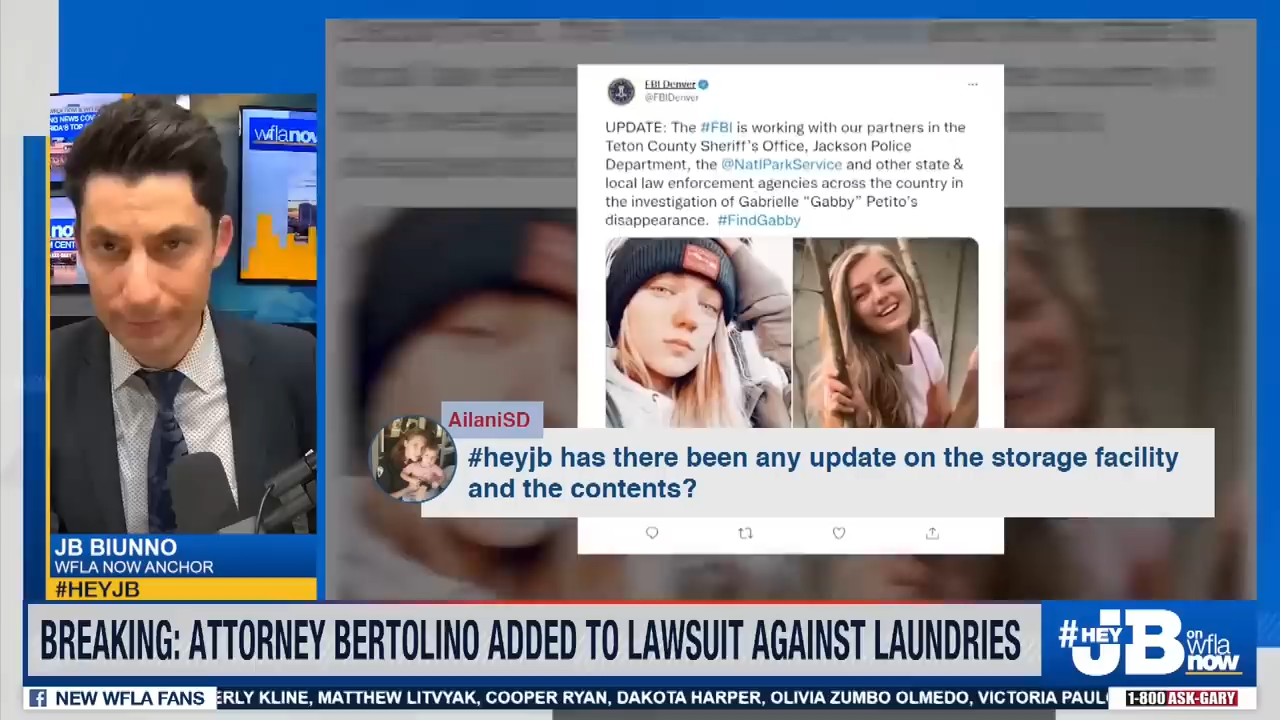 wfla now
FBI Denver
@FBIDenver
UPDATE: The #FBI is working with our partners in the
Teton County Sheriff's Office, Jackson Police
Department, the @NatlParkService and other state &
local law enforcement agencies across the country in
the investigation of Gabrielle "Gabby" Petito's
disappearance. #FindGabby
AilaniSD
#heyjb has there been any update on the storage facility
and the contents?
JB BIUNNO
WFLA NOW ANCHOR
#HEYJB
BREAKING: ATTORNEY BERTOLINO ADDED TO LAWSUIT AGAINST LAUNDRIES
#HEY JB on wfla now
NEW WFLA FANS
ERLY KLINE, MATTHEW LITVYAK, COOPER RYAN, DAKOTA HARPER, OLIVIA ZUMBO OLMEDO, VICTORIA PAUL
1-800 ASK-GARY